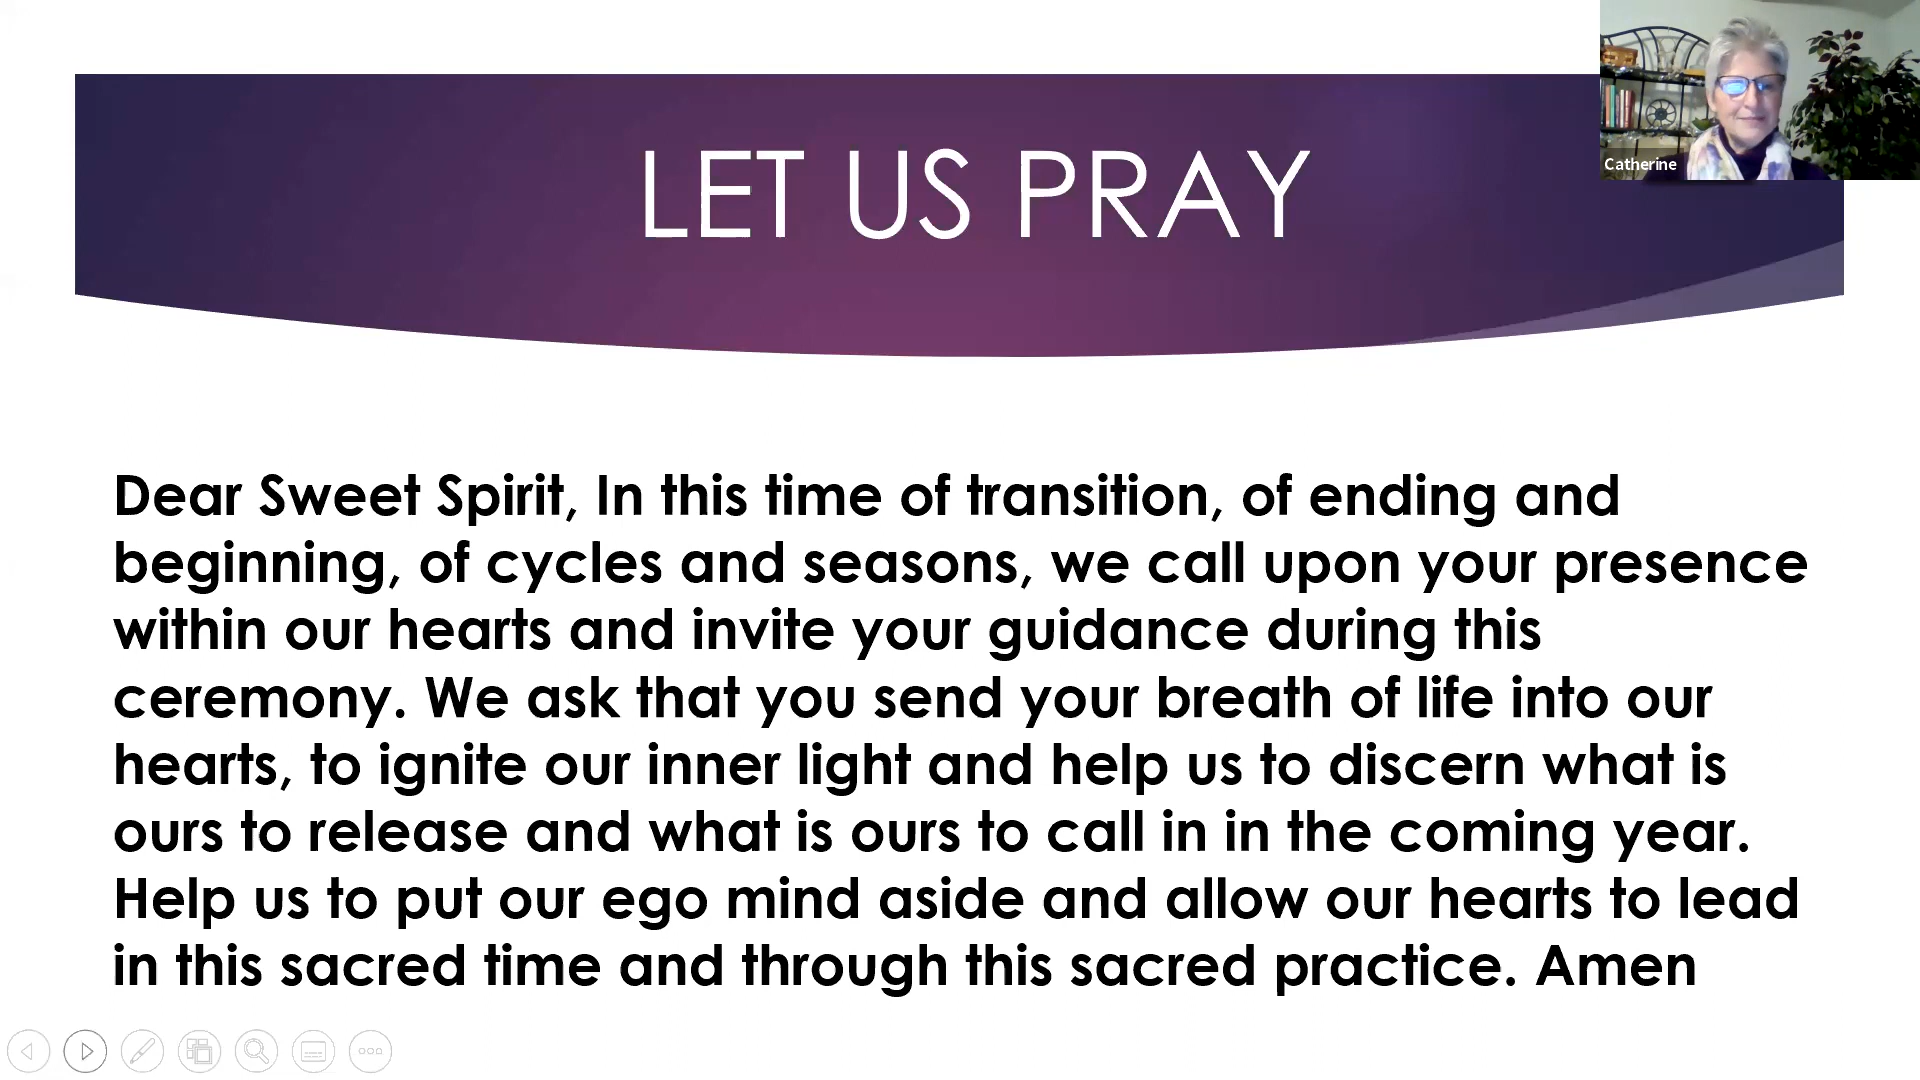 LET US PRAY
Catherine
Dear Sweet Spirit, In this time of transition, of ending and
beginning, of cycles and seasons, we call upon your presence
within our hearts and invite your guidance during this
ceremony. We ask that you send your breath of life into our
hearts, to ignite our inner light and help us to discern what is
ours to release and what is ours to call in in the coming year.
Help us to put our ego mind aside and allow our hearts to lead
in this sacred time and through this sacred practice. Amen